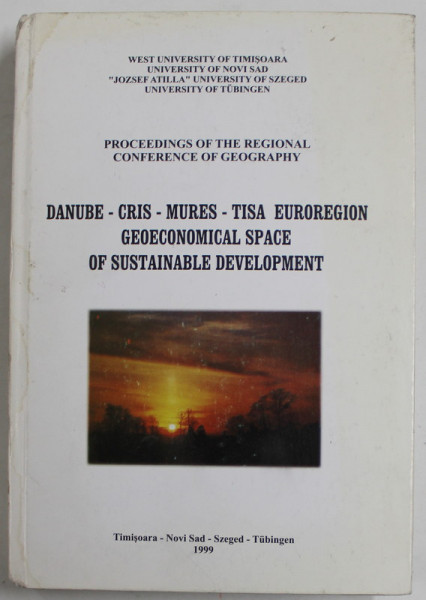 WEST UNIVERSITY OF TIMIŞOARA
UNIVERSITY OF NOVI SAD
"JOZSEF ATILLA" UNIVERSITY OF SZEGED
UNIVERSITY OF TÜBINGEN
PROCEEDINGS OF THE REGIONAL
CONFERENCE OF GEOGRAPHY
DANUBE - CRIS - MURES - TISA EUROREGION
GEOECONOMICAL SPACE
OF SUSTAINABLE DEVELOPMENT
Timişoara - Novi Sad - Szeged - Tübingen
1999